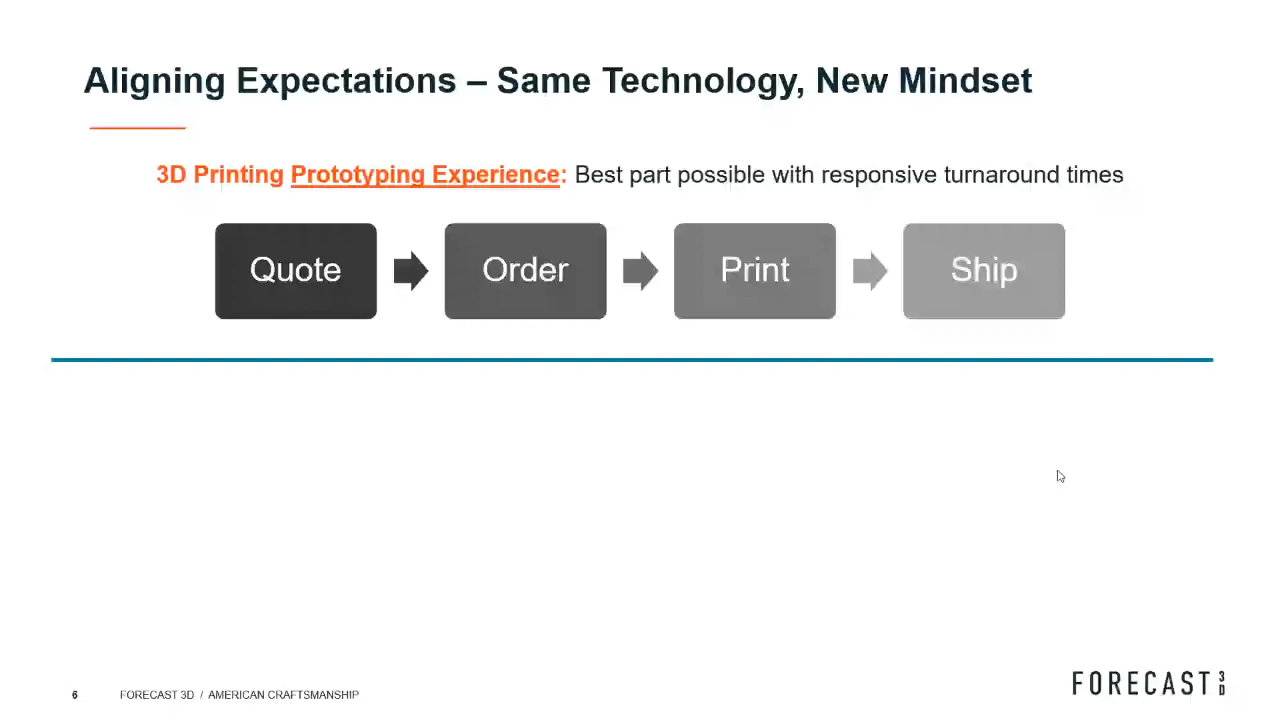 Aligning Expectations – Same Technology, New Mindset
3D Printing Prototyping Experience: Best part possible with responsive turnaround times
Quote
Order
Print
Ship
6
FORECAST 3D / AMERICAN CRAFTSMANSHIP
FORECAST 3D